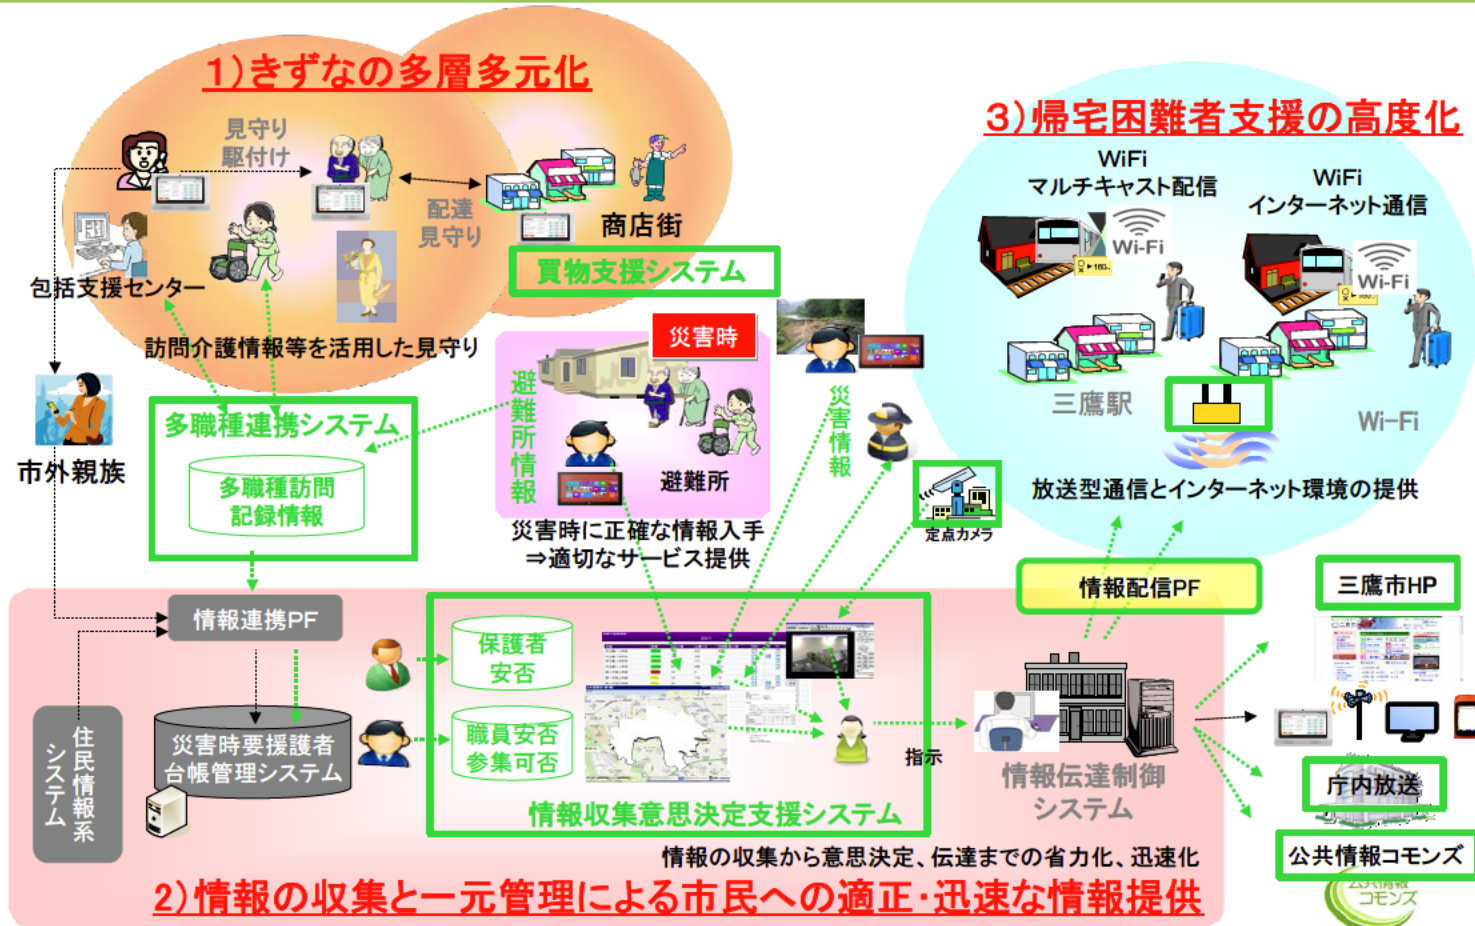 1)きずなの多層多元化
見守り
駆付け
配達
見守り
商店街
買物支援システム
包括支援センター
訪問介護情報等を活用した見守り
市外親族
多職種連携システム
多職種訪問
記録情報
災害時
避難所情報
避難所
災害時に正確な情報入手
⇒適切なサービス提供
災害情報
定点カメラ
3)帰宅困難者支援の高度化
WiFi
マルチキャスト配信
WiFi
インターネット通信
Wi-Fi
Wi-Fi
三鷹駅
Wi-Fi
放送型通信とインターネット環境の提供
情報配信PF
三鷹市HP
情報連携PF
保護者
安否
職員安否
参集可否
住民情報系
システム
災害時要援護者
台帳管理システム
情報収集意思決定支援システム
指示
情報伝達制御
システム
庁内放送
公共情報コモンズ
公共情報
コモンズ
情報の収集から意思決定、伝達までの省力化、迅速化
2)情報の収集と一元管理による市民への適正・迅速な情報提供